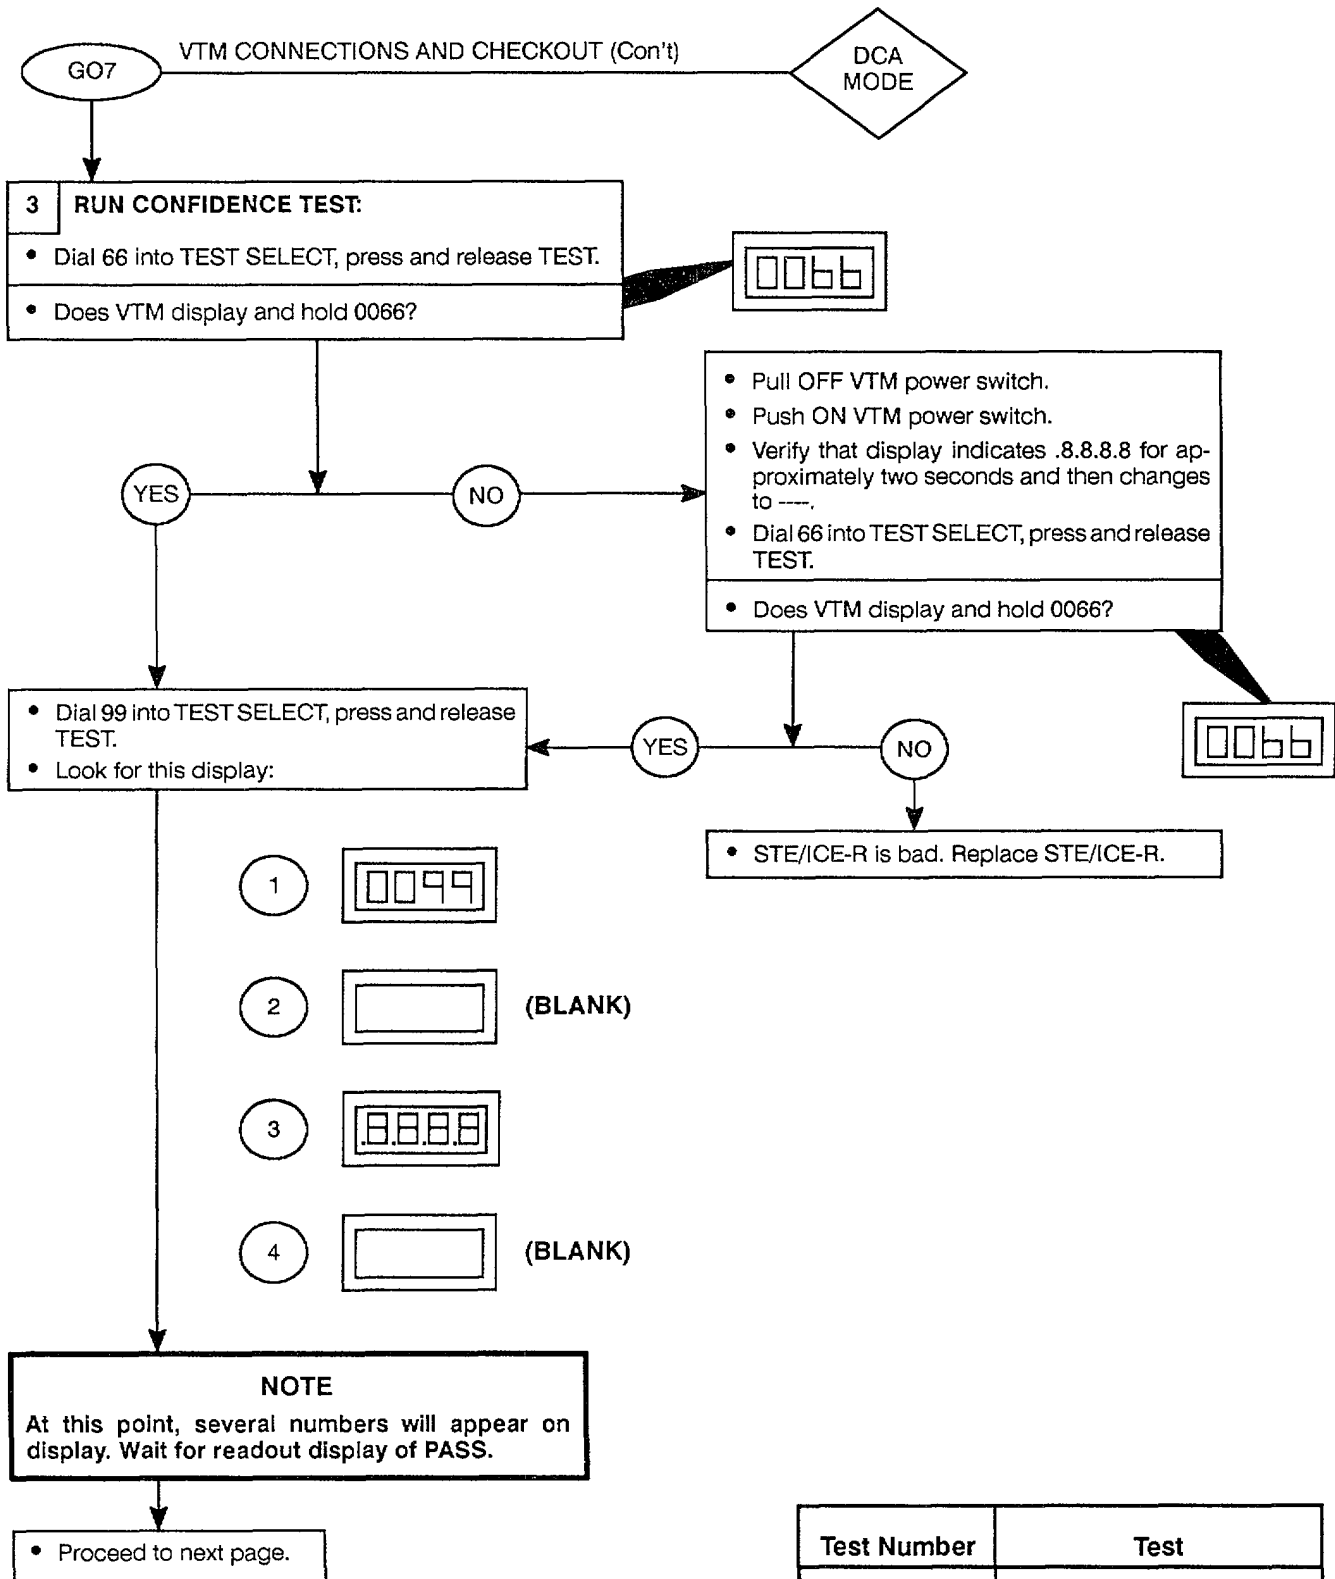 VTM CONNECTIONS AND CHECKOUT (Con't)
GO7
DCA
MODE
3 RUN CONFIDENCE TEST:
• Dial 66 into TEST SELECT, press and release TEST.
• Does VTM display and hold 0066?
0066
• Pull OFF VTM power switch.
• Push ON VTM power switch.
• Verify that display indicates .8.8.8.8 for ap-
proximately two seconds and then changes
to ----.
• Dial 66 into TEST SELECT, press and release
TEST.
• Does VTM display and hold 0066?
YES
NO
0066
• Dial 99 into TEST SELECT, press and release
TEST.
• Look for this display:
YES
NO
• STE/ICE-R is bad. Replace STE/ICE-R.
1 0099
2 (BLANK)
3 .8.8.8.8
4 (BLANK)
NOTE
At this point, several numbers will appear on
display. Wait for readout display of PASS.
• Proceed to next page.
Test Number Test